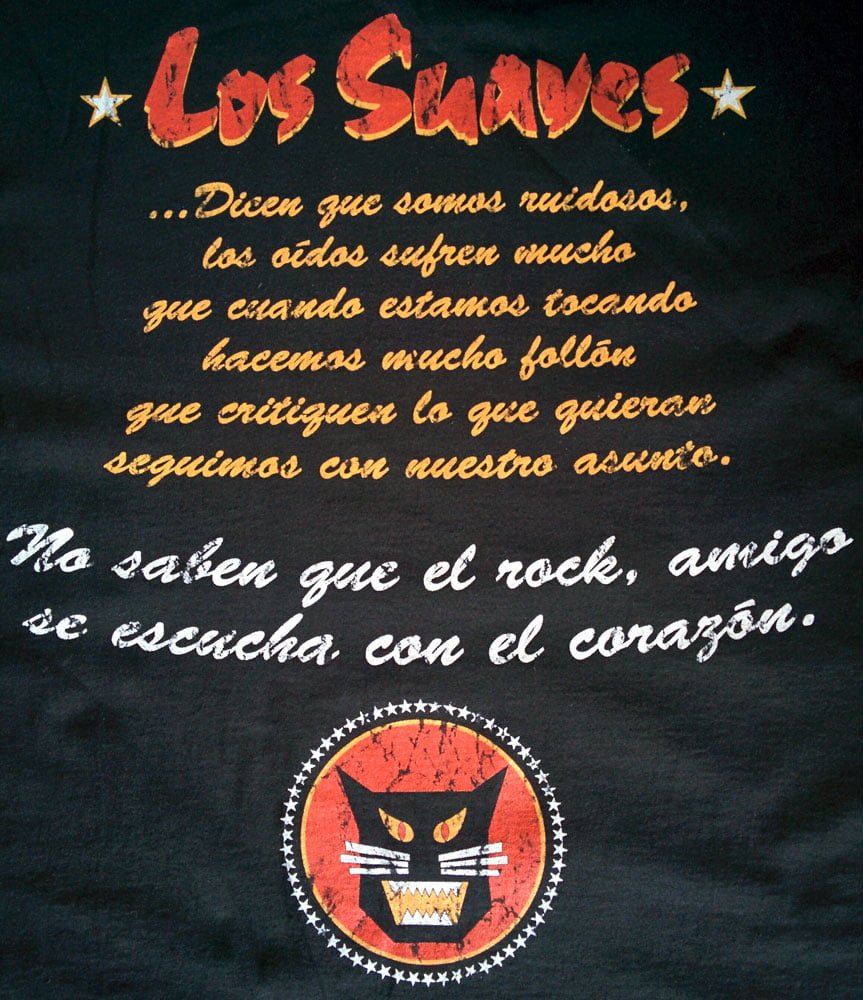 Los Suaves
...Dicen que somos ruidosos,
los oídos sufren mucho
que cuando estamos tocando
hacemos mucho follón
que critiquen lo que quieran
seguimos con nuestro asunto.
No saben que el rock, amigo
se escucha con el corazón.